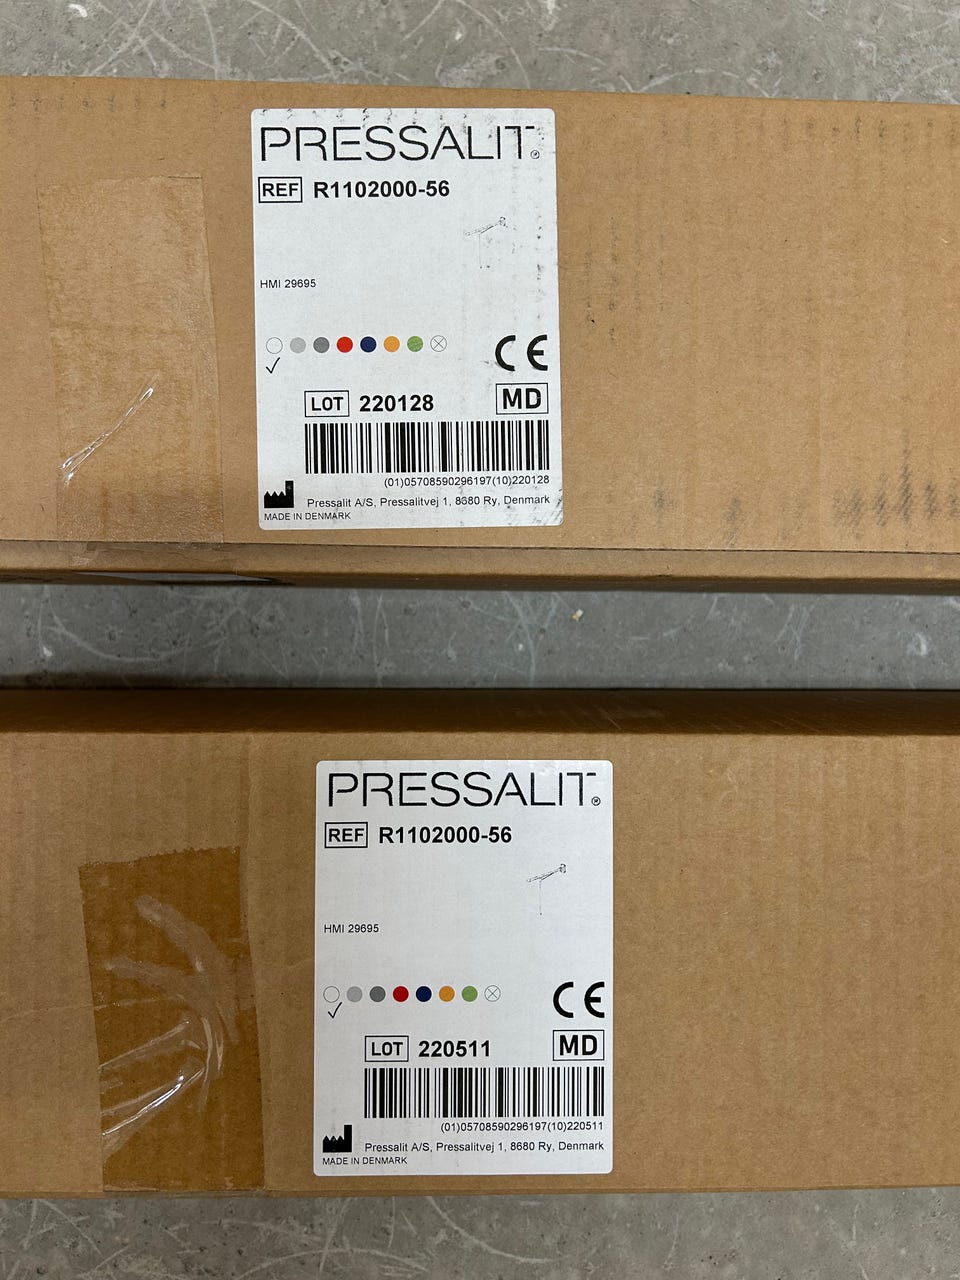 PRESSALIT®
REF R1102000-56
HMI 29695
CE
LOT 220128 MD
(01)05708590296197(10)220128
Pressalit A/S, Pressalitvej 1, 8680 Ry, Denmark
MADE IN DENMARK
PRESSALIT®
REF R1102000-56
HMI 29695
CE
LOT 220511 MD
(01)05708590296197(10)220511
Pressalit A/S, Pressalitvej 1, 8680 Ry, Denmark
MADE IN DENMARK